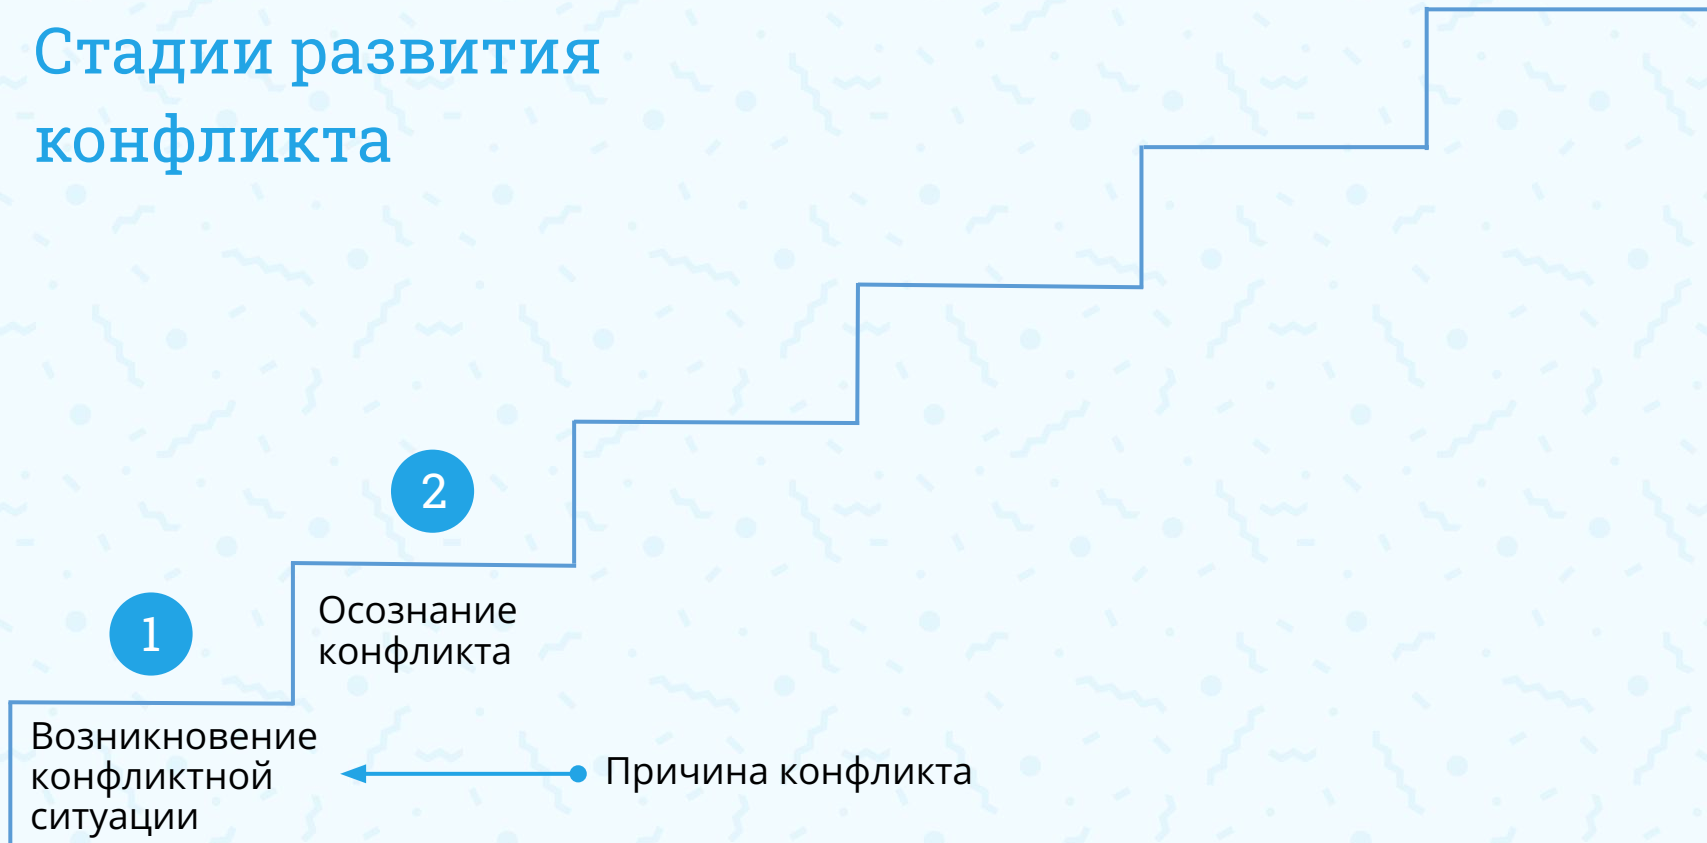 Стадии развития
конфликта
2
Осознание
конфликта
1
Возникновение
конфликтной
ситуации
Причина конфликта